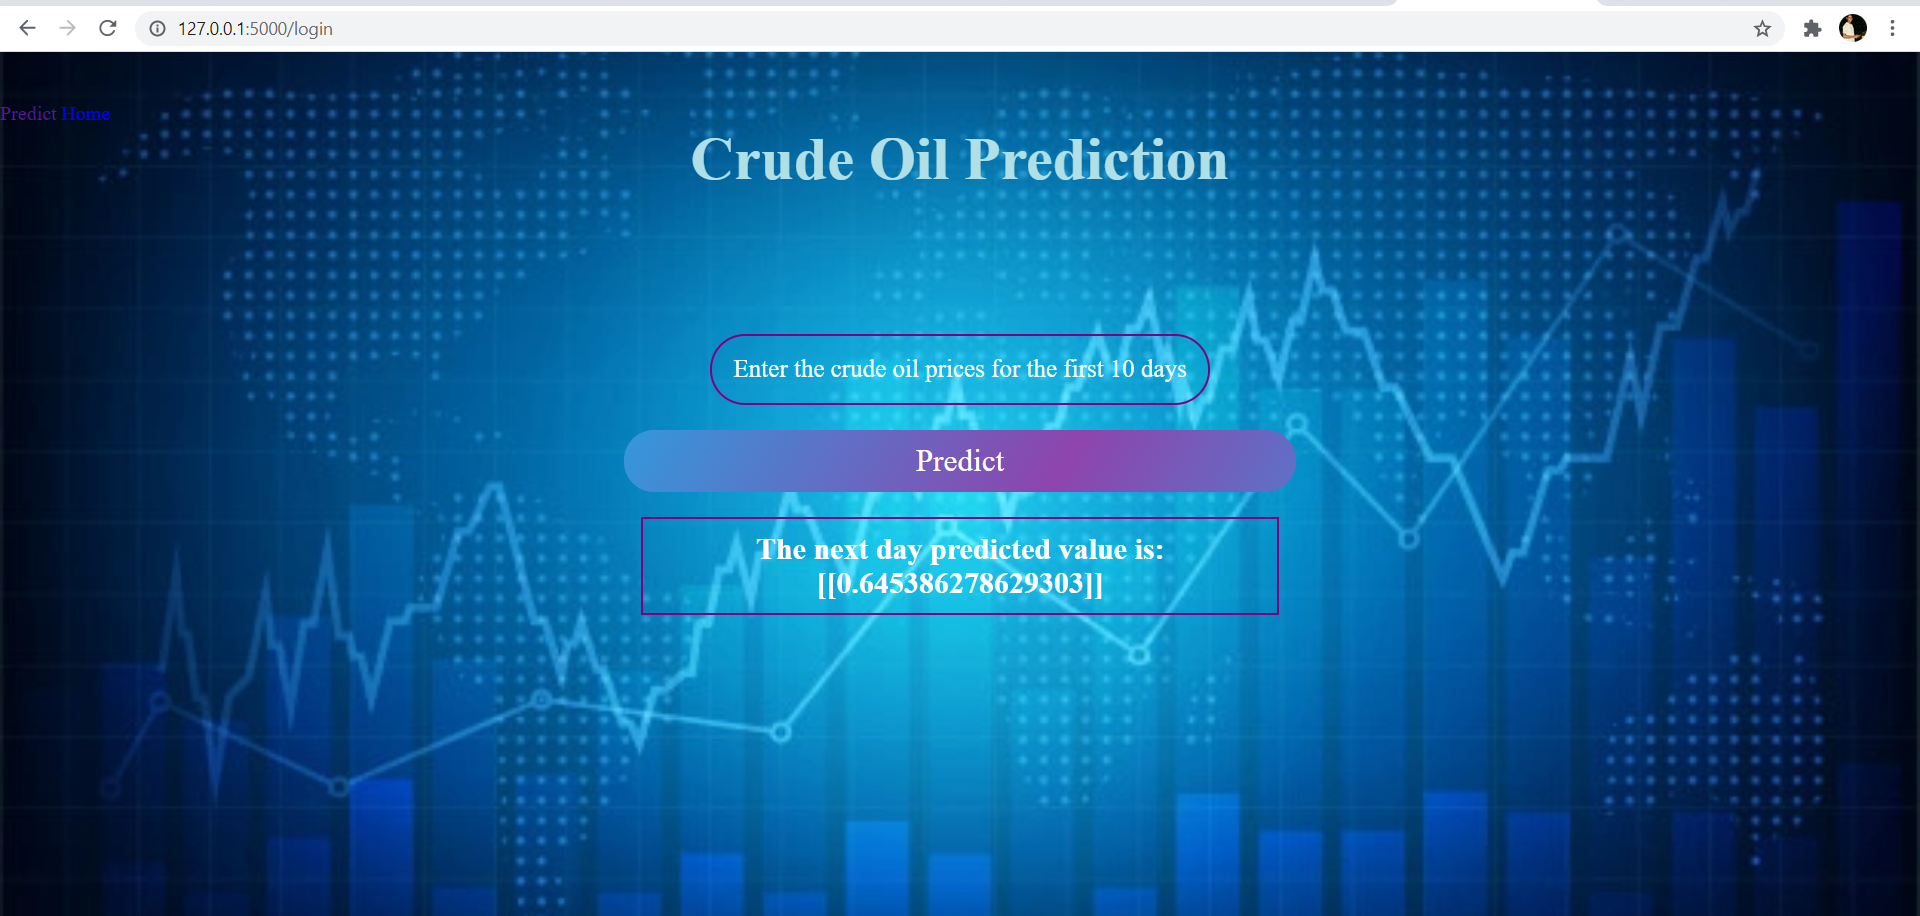 127.0.0.1:5000/login
Predict Home
Crude Oil Prediction
Enter the crude oil prices for the first 10 days
Predict
The next day predicted value is:
[[0.645386278629303]]